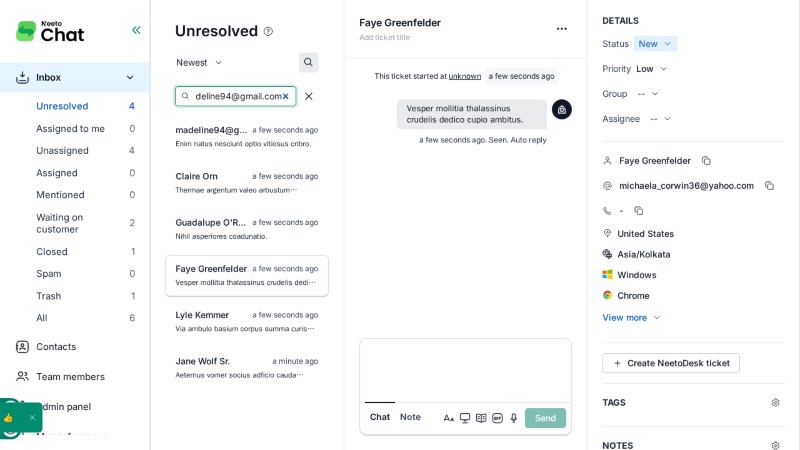 Neeto
Chat
Inbox
Unresolved 4
Assigned to me 0
Unassigned 4
Assigned 0
Mentioned 0
Waiting on
customer 2
Closed 1
Spam 0
Trash 1
All 6
Contacts
Team members
dmin panel
Unresolved
Newest
deline94@gmail.com
madeline94@g... a few seconds ago
Enim natus nesciunt optio vitiosus cribro.
Claire Orn a few seconds ago
Thermae argentum valeo arbustum...
Guadalupe O'R... a few seconds ago
Nihil asperiores coadunatio.
Faye Greenfelder a few seconds ago
Vesper mollitia thalassinus crudelis dedi...
Lyle Kemmer a few seconds ago
Via ambulo basium corpus summa curis...
Jane Wolf Sr. a minute ago
Aeternus vomer socius adficio cauda...
Faye Greenfelder
Add ticket title
This ticket started at unknown a few seconds ago
Vesper mollitia thalassinus
crudelis dedico cupio ambitus.
a few seconds ago. Seen. Auto reply
Chat Note
GIF
Send
DETAILS
Status New
Priority Low
Group --
Assignee --
Faye Greenfelder
michaela_corwin36@yahoo.com
-
United States
Asia/Kolkata
Windows
Chrome
View more
+ Create NeetoDesk ticket
TAGS
NOTES